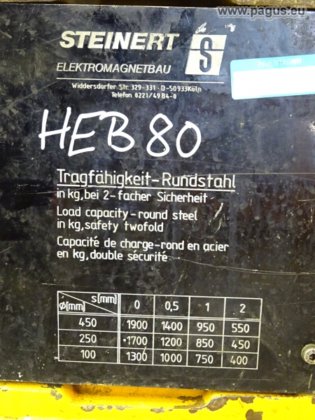 www.pagus.eu
STEINERT
S
ELEKTROMAGNETBAU
Widdersdorfer Str. 329-331 · D-50933 Köln
Telefon 0221/4984-0
HEB 80
Tragfähigkeit-Rundstahl
in kg, bei 2-facher Sicherheit
Load capacity-round steel
in kg, safety twofold
Capacité de charge-rond en acier
en kg, double sécurité
s[mm] 0 0,5 1 2
Ø[mm]
450 1900 1400 950 550
250 1700 1200 850 450
100 1300 1000 750 400